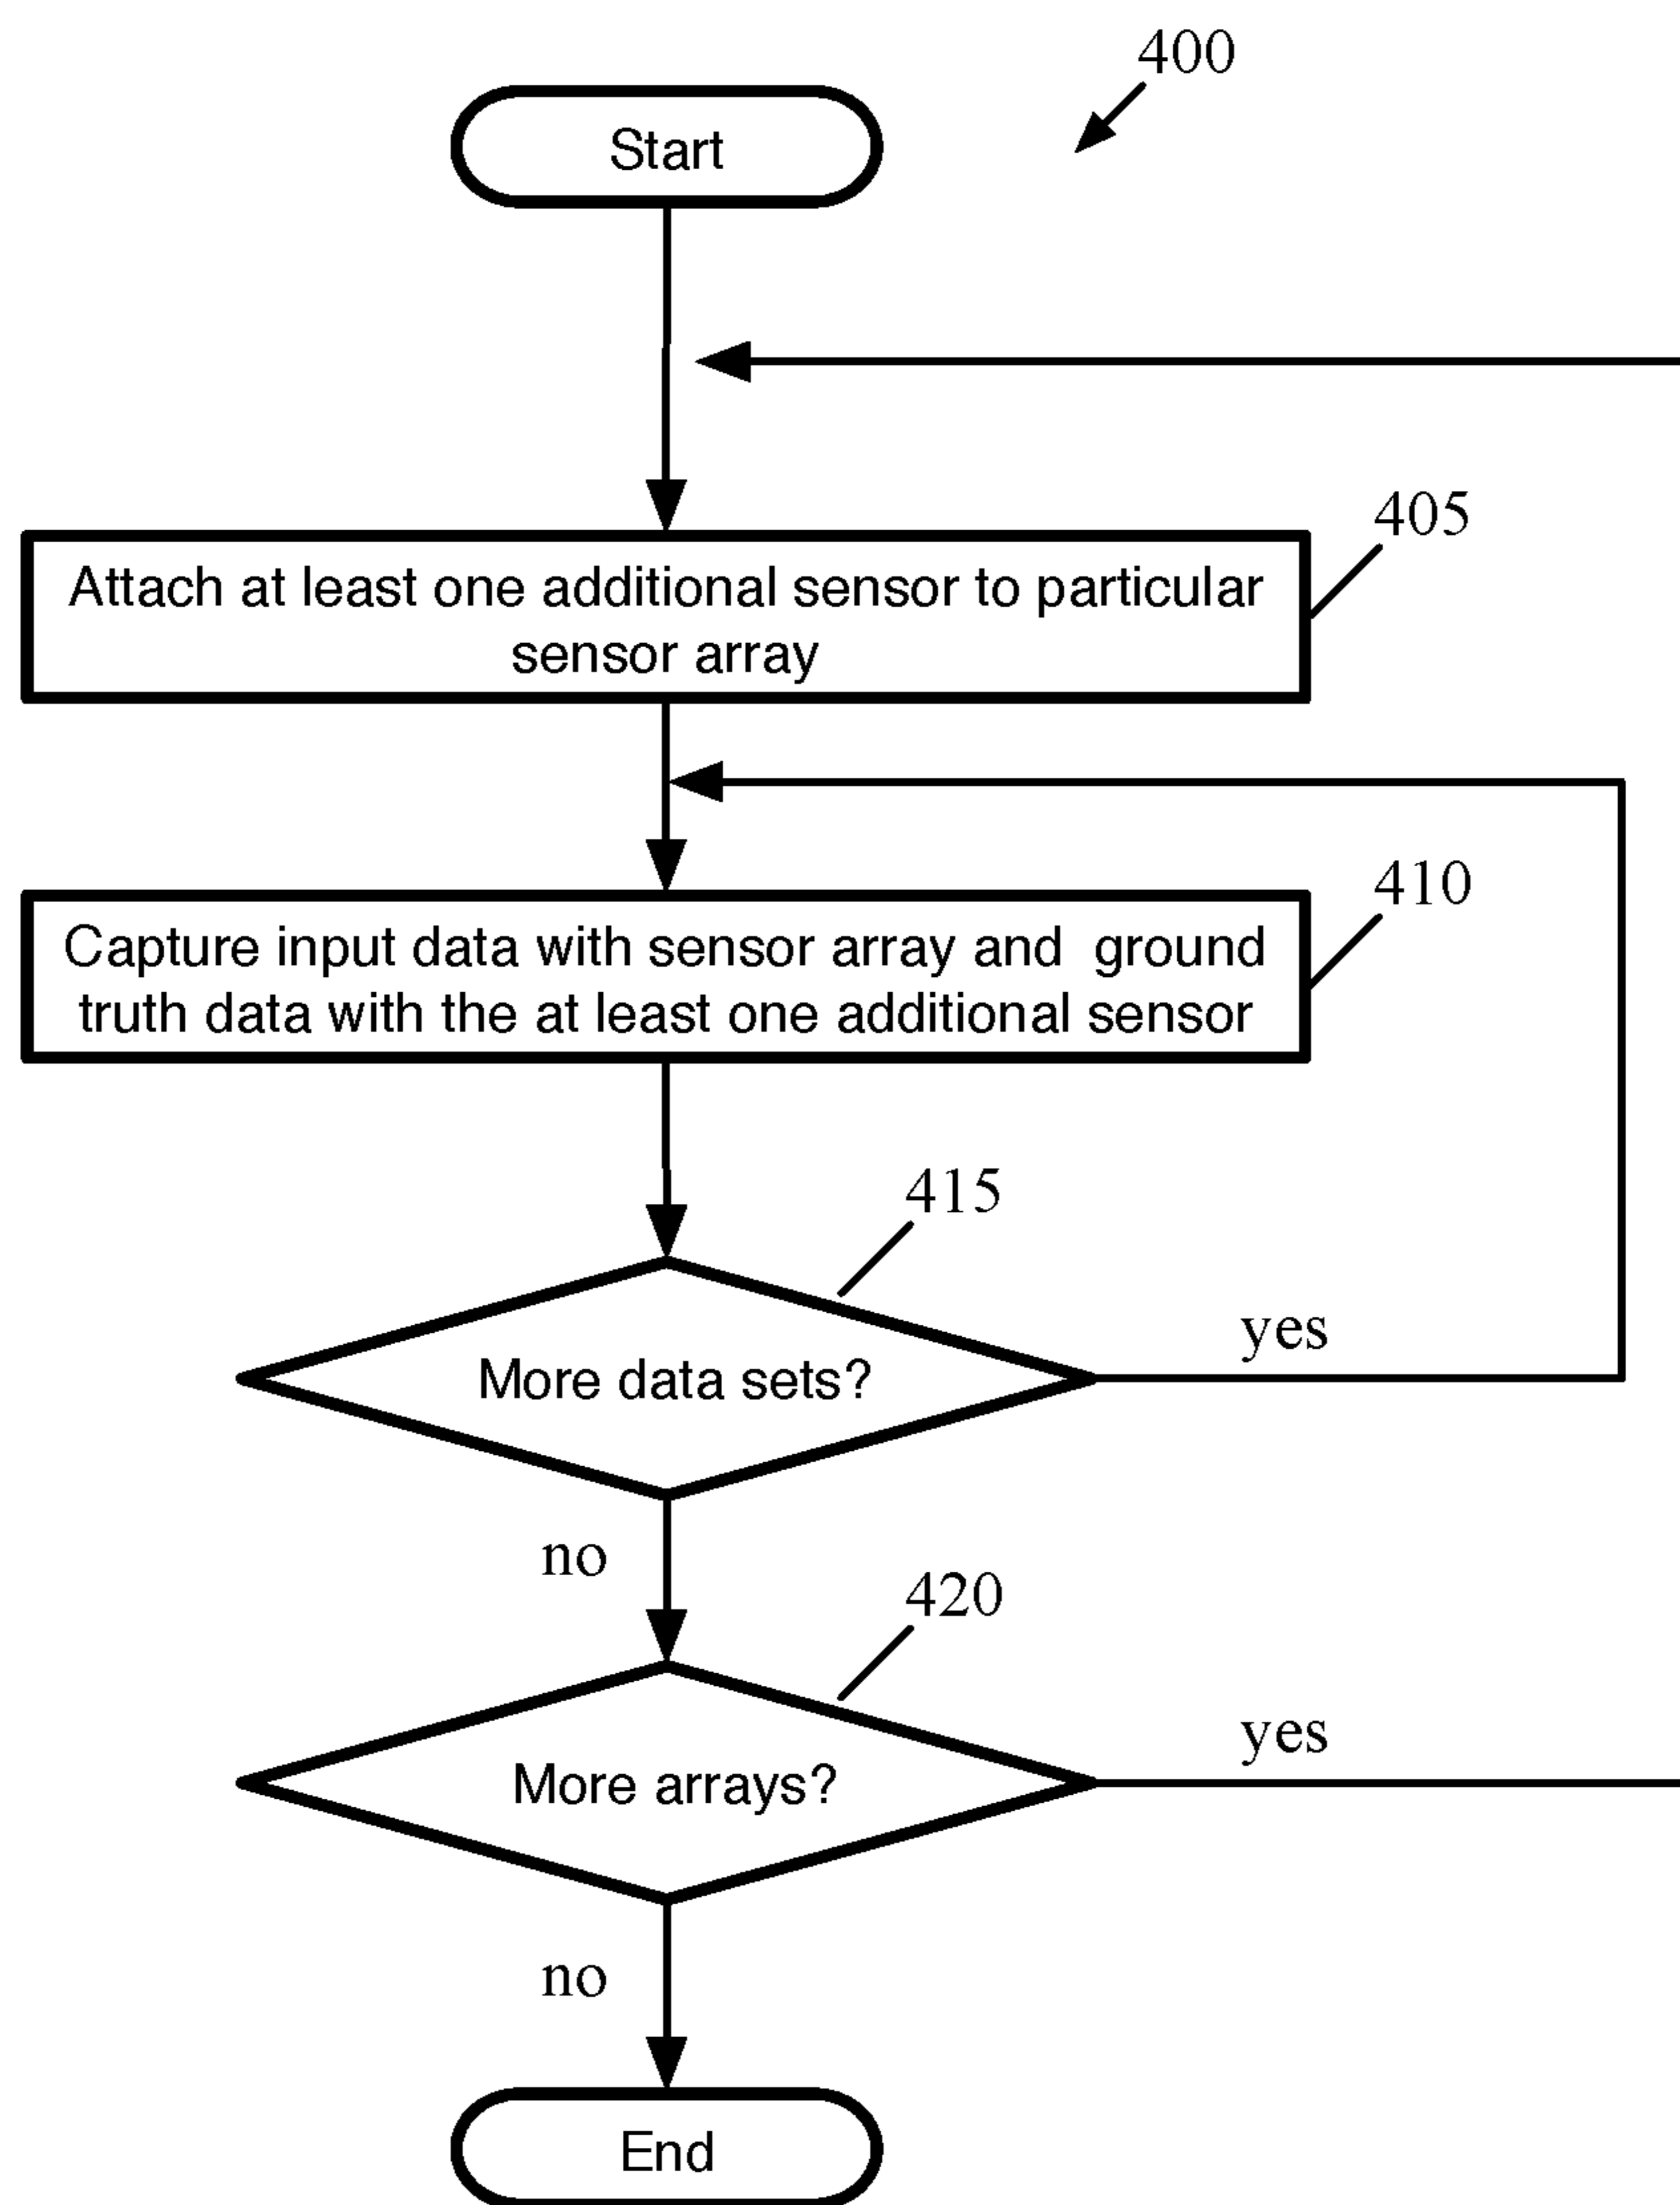 400
Start
405
Attach at least one additional sensor to particular
sensor array
410
Capture input data with sensor array and ground
truth data with the at least one additional sensor
415
More data sets?
yes
no
420
More arrays?
yes
no
End